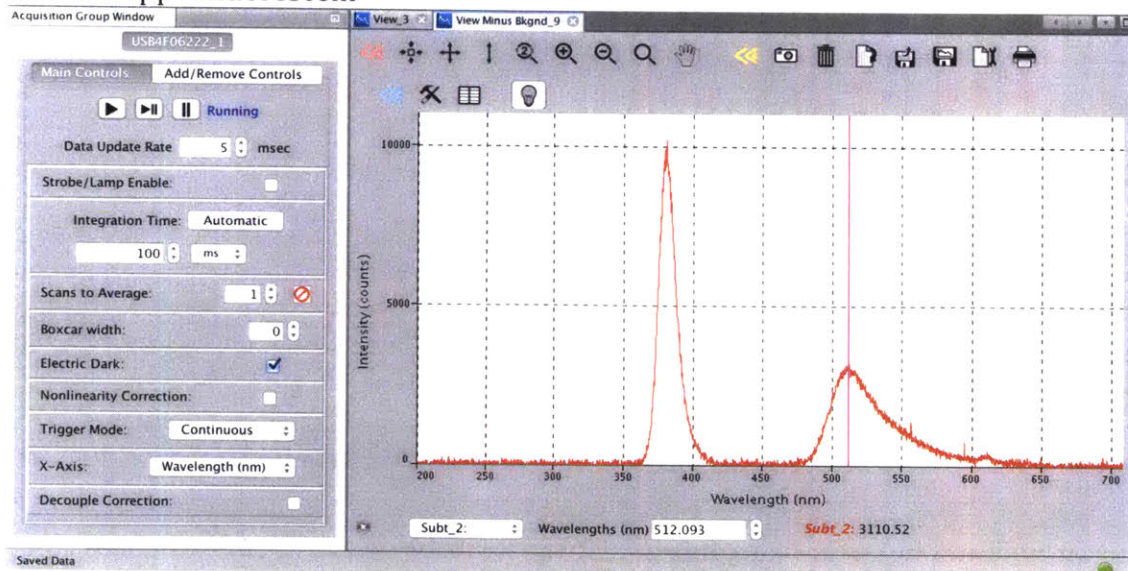 Acquisition Group Window
USB4F06222_1
Main Controls Add/Remove Controls
Running
Data Update Rate 5 msec
Strobe/Lamp Enable:
Integration Time: Automatic
100 ms
Scans to Average: 1
Boxcar width: 0
Electric Dark:
Nonlinearity Correction:
Trigger Mode: Continuous
X-Axis: Wavelength (nm)
Decouple Correction:
Saved Data
View_3 View Minus Bkgnd_9
2
Intensity (counts)
10000
5000
0
200 250 300 350 400 450 500 550 600 650 700
Wavelength (nm)
Subt_2: Wavelengths (nm) 512.093 Subt_2: 3110.52